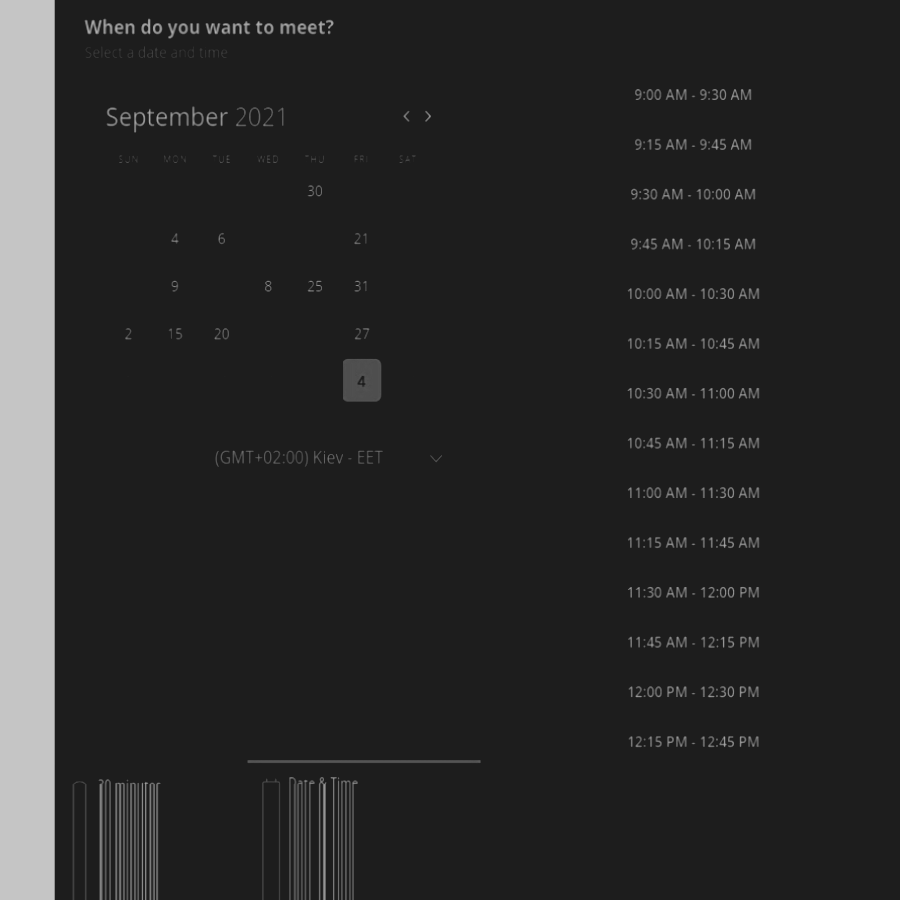 When do you want to meet?
Select a date and time
September 2021
SUN MON TUE WED THU FRI SAT
30
4 6 21
9 8 25 31
2 15 20 27
4
(GMT+02:00) Kiev - EET
9:00 AM - 9:30 AM
9:15 AM - 9:45 AM
9:30 AM - 10:00 AM
9:45 AM - 10:15 AM
10:00 AM - 10:30 AM
10:15 AM - 10:45 AM
10:30 AM - 11:00 AM
10:45 AM - 11:15 AM
11:00 AM - 11:30 AM
11:15 AM - 11:45 AM
11:30 AM - 12:00 PM
11:45 AM - 12:15 PM
12:00 PM - 12:30 PM
12:15 PM - 12:45 PM
Date & Time